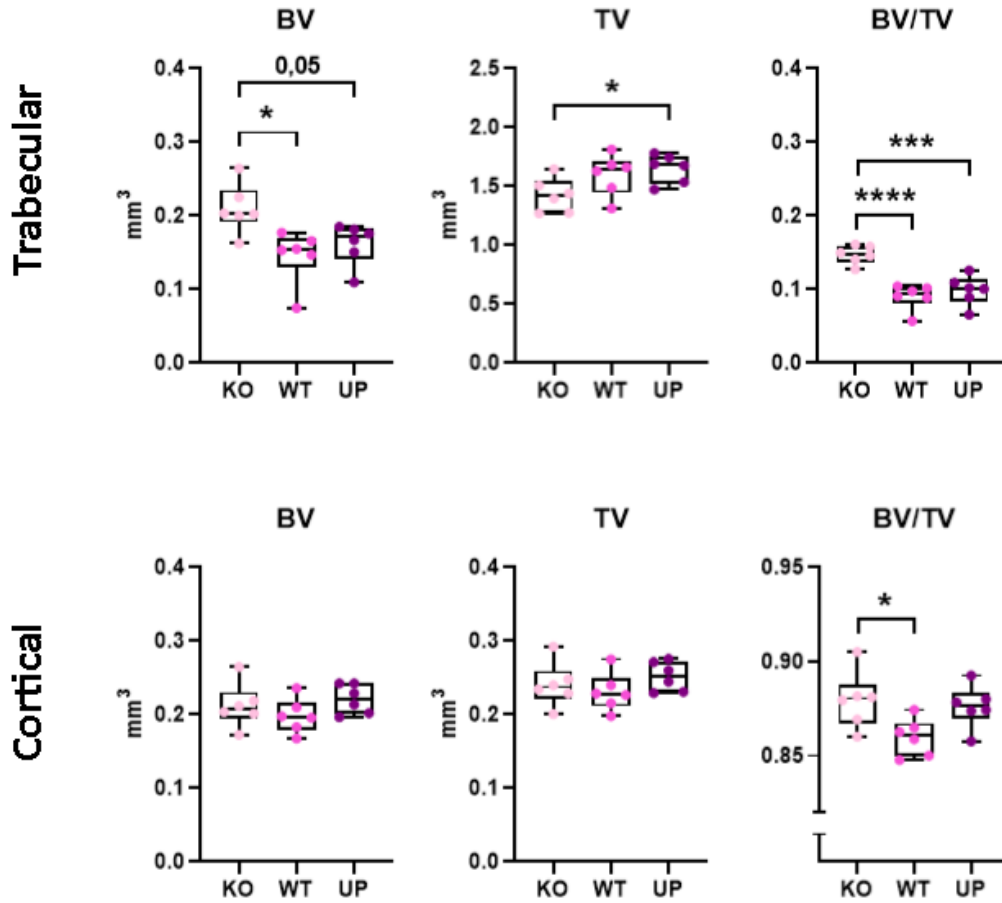 Trabecular
BV
0,05
*
mm³
0.4
0.3
0.2
0.1
0.0
KO WT UP
TV
*
mm³
2.5
2.0
1.5
1.0
0.5
0.0
KO WT UP
BV/TV
***
****
0.4
0.3
0.2
0.1
0.0
KO WT UP
Cortical
BV
mm³
0.4
0.3
0.2
0.1
0.0
KO WT UP
TV
mm³
0.4
0.3
0.2
0.1
0.0
KO WT UP
BV/TV
*
0.95
0.90
0.85
KO WT UP